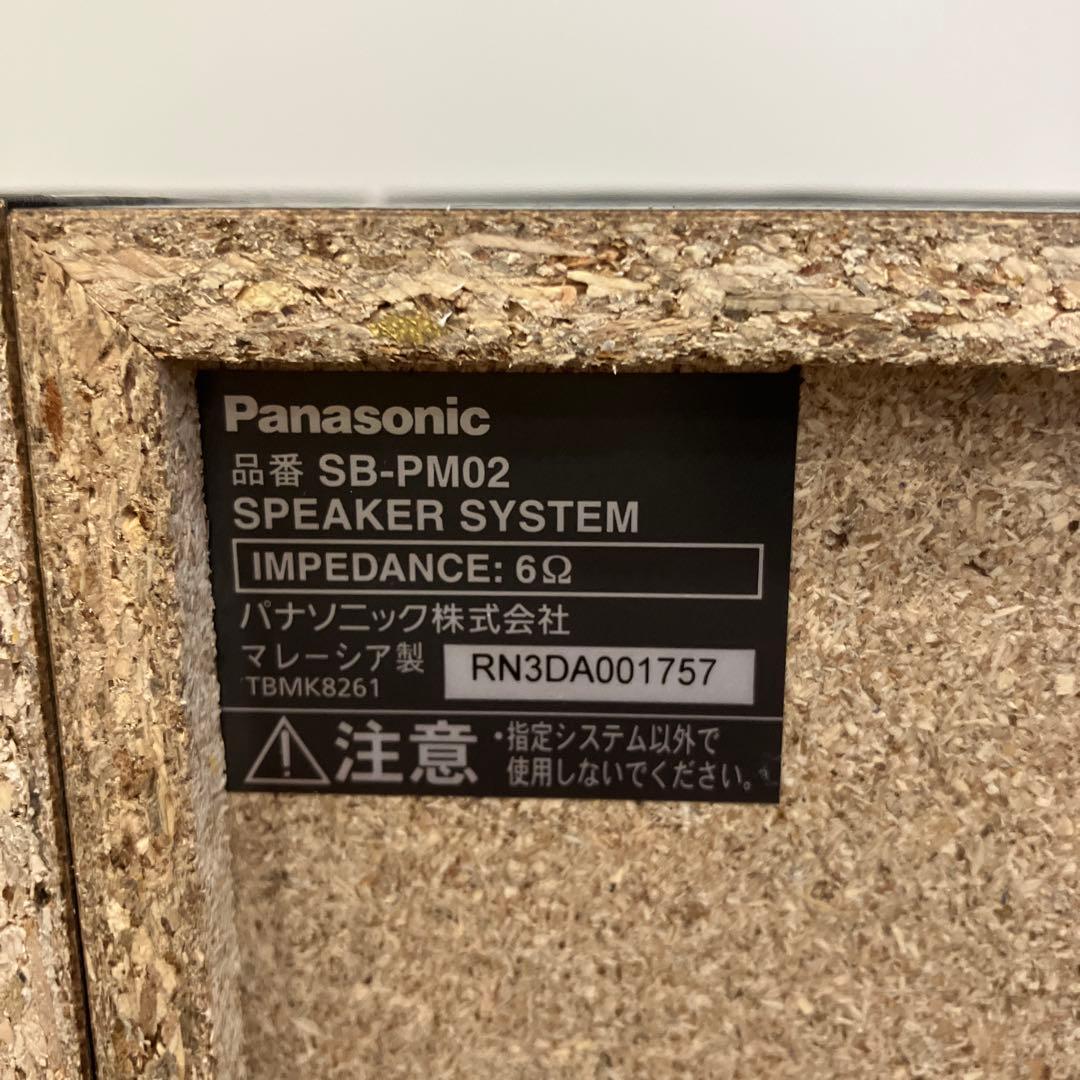 Panasonic
品番 SB-PM02
SPEAKER SYSTEM
IMPEDANCE: 6Ω
パナソニック株式会社
マレーシア製
TBMK8261
RN3DA001757
注意
・指定システム以外で
使用しないでください。